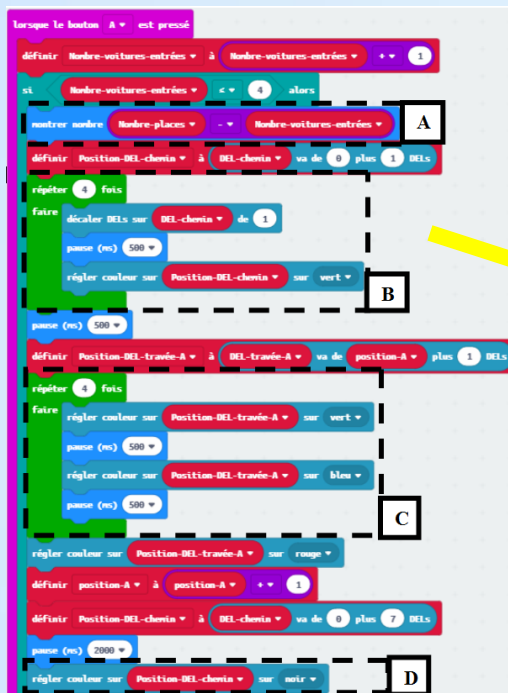 lorsque le bouton A est pressé
définir Nombre-voitures-entrées à Nombre-voitures-entrées + 1
si Nombre-voitures-entrées ≤ 4 alors
montrer nombre Nombre-places - Nombre-voitures-entrées
A
définir Position-DEL-chemin à DEL-chemin va de 0 plus 1 DELs
répéter 4 fois
faire décaler DELs sur DEL-chemin de 1
pause (ms) 500
régler couleur sur Position-DEL-chemin sur vert
B
pause (ms) 500
définir Position-DEL-travée-A à DEL-travée-A va de position-A plus 1 DELs
répéter 4 fois
faire régler couleur sur Position-DEL-travée-A sur vert
pause (ms) 500
régler couleur sur Position-DEL-travée-A sur bleu
pause (ms) 500
C
régler couleur sur Position-DEL-travée-A sur rouge
définir position-A à position-A + 1
définir Position-DEL-chemin à DEL-chemin va de 0 plus 7 DELs
pause (ms) 2000
régler couleur sur Position-DEL-chemin sur noir
D